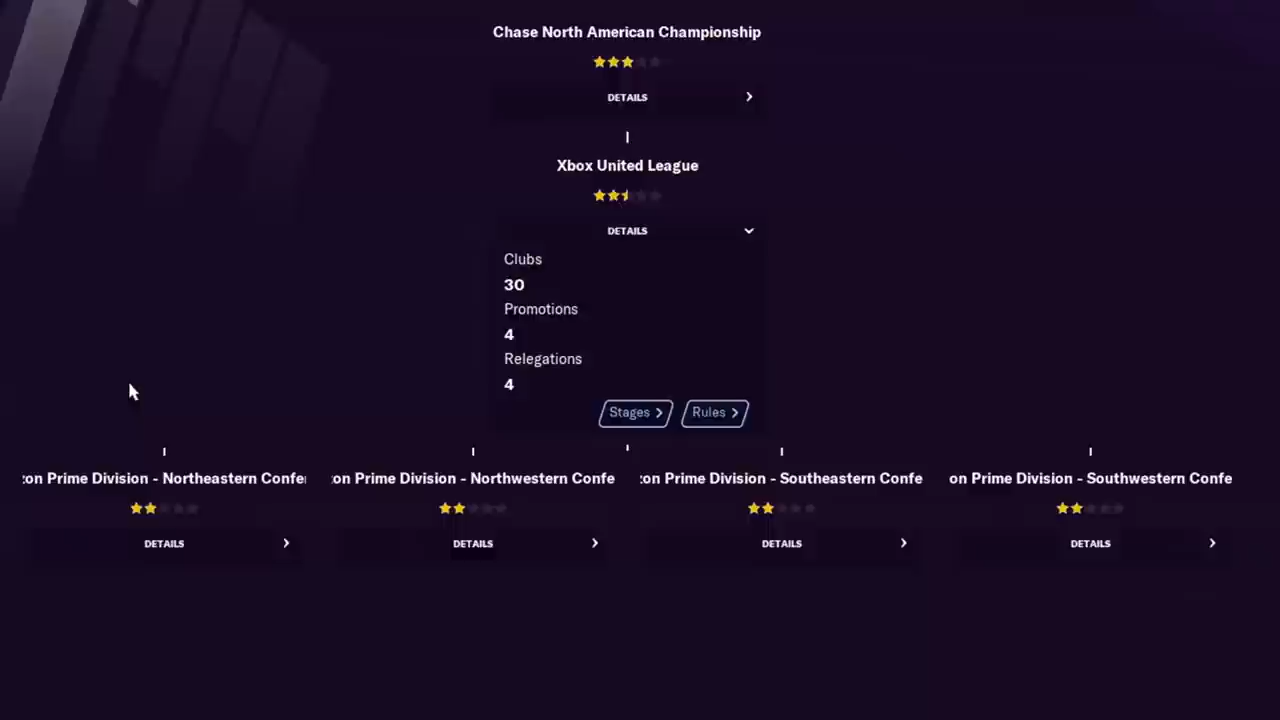 Chase North American Championship
DETAILS
Xbox United League
DETAILS
Clubs
30
Promotions
4
Relegations
4
Stages
Rules
on Prime Division - Northeastern Confe
on Prime Division - Northwestern Confe
on Prime Division - Southeastern Confe
on Prime Division - Southwestern Confe
DETAILS
DETAILS
DETAILS
DETAILS